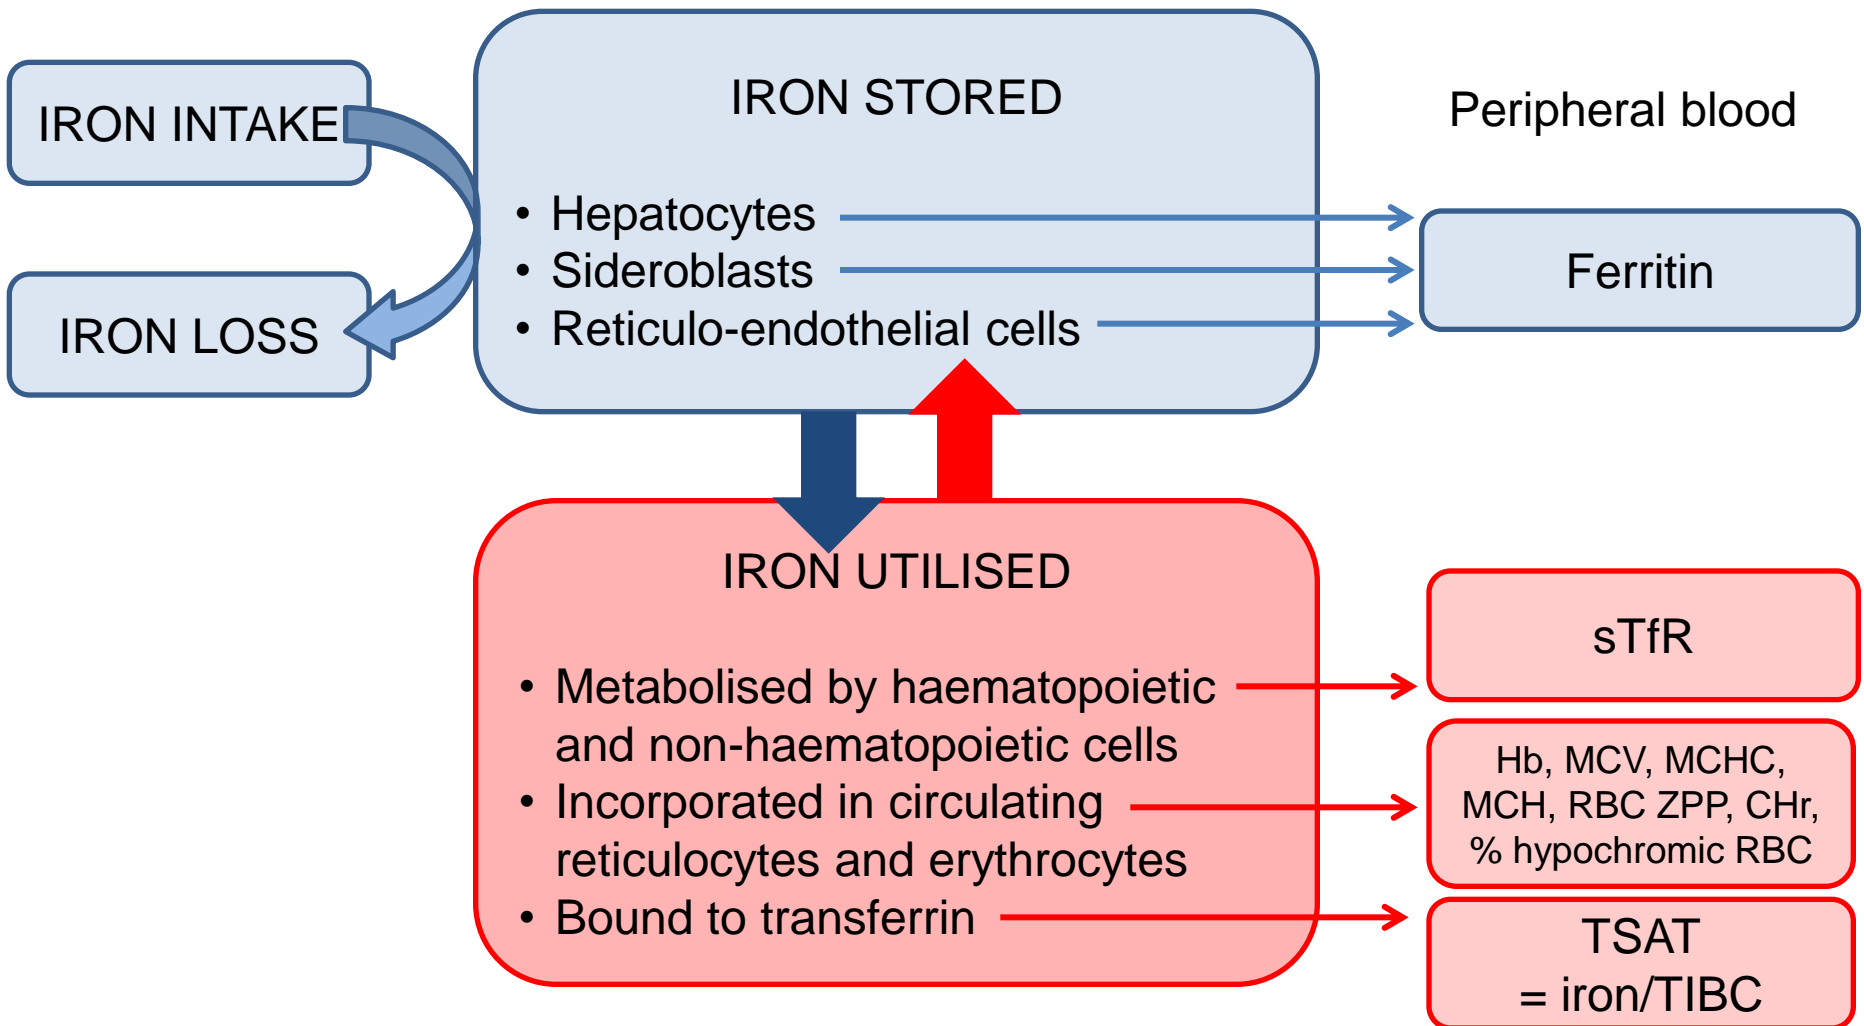 IRON INTAKE
IRON LOSS
IRON STORED
• Hepatocytes
• Sideroblasts
• Reticulo-endothelial cells
Peripheral blood
Ferritin
IRON UTILISED
• Metabolised by haematopoietic
and non-haematopoietic cells
• Incorporated in circulating
reticulocytes and erythrocytes
• Bound to transferrin
sTfR
Hb, MCV, MCHC,
MCH, RBC ZPP, CHr,
% hypochromic RBC
TSAT
= iron/TIBC